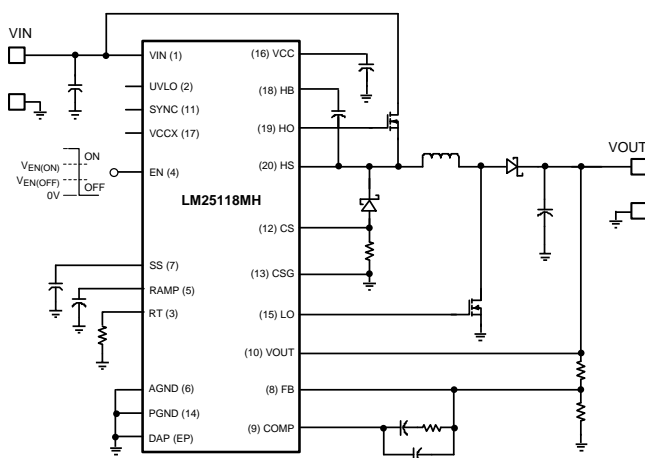 VIN
VIN (1)
UVLO (2)
SYNC (11)
VCCX (17)
ON
VEN(ON)
VEN(OFF)
OFF
0V
EN (4)
LM25118MH
SS (7)
RAMP (5)
RT (3)
AGND (6)
PGND (14)
DAP (EP)
(16) VCC
(18) HB
(19) HO
(20) HS
(12) CS
(13) CSG
(15) LO
(10) VOUT
(8) FB
(9) COMP
VOUT